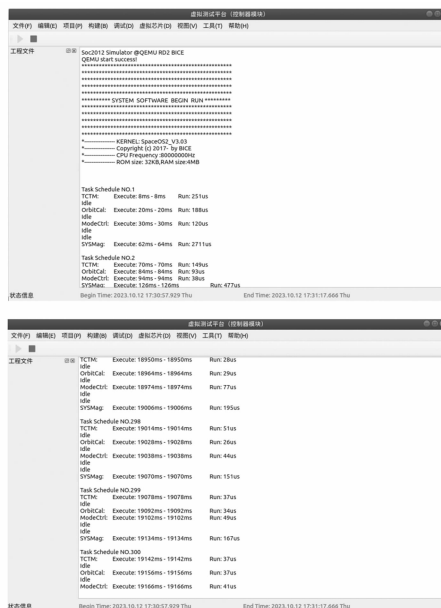 虚拟测试平台（控制器模块）
文件(F) 编辑(E) 项目(P) 构建(B) 调试(D) 虚拟芯片(D) 视图(V) 工具(T) 帮助(H)
工程文件
Soc2012 Simulator @QEMU RD2 BICE
QEMU start success!
**************************************************
**************************************************
**************************************************
**************************************************
********** SYSTEM SOFTWARE BEGIN RUN *********
**************************************************
**************************************************
**************************************************
*-------------- KERNEL: SpaceOS2_V3.03
*-------------- Copyright (c) 2017- by BICE
*-------------- CPU Frequency :80000000Hz
*-------------- ROM size: 32KB,RAM size:4MB
Task Schedule NO.1
TCTM: Execute: 8ms - 8ms Run: 251us
Idle
OrbitCal: Execute: 20ms - 20ms Run: 188us
Idle
ModeCtrl: Execute: 30ms - 30ms Run: 120us
Idle
Idle
SYSMag: Execute: 62ms - 64ms Run: 2711us
Task Schedule NO.2
TCTM: Execute: 70ms - 70ms Run: 149us
OrbitCal: Execute: 84ms - 84ms Run: 93us
ModeCtrl: Execute: 94ms - 94ms Run: 38us
SYSMag: Execute: 126ms - 126ms Run: 477us
状态信息 Begin Time: 2023.10.12 17:30:57.929 Thu End Time: 2023.10.12 17:31:17.666 Thu
虚拟测试平台（控制器模块）
文件(F) 编辑(E) 项目(P) 构建(B) 调试(D) 虚拟芯片(D) 视图(V) 工具(T) 帮助(H)
工程文件
TCTM: Execute: 18950ms - 18950ms Run: 28us
Idle
OrbitCal: Execute: 18964ms - 18964ms Run: 29us
Idle
ModeCtrl: Execute: 18974ms - 18974ms Run: 77us
Idle
Idle
SYSMag: Execute: 19006ms - 19006ms Run: 195us
Task Schedule NO.298
TCTM: Execute: 19014ms - 19014ms Run: 51us
Idle
OrbitCal: Execute: 19028ms - 19028ms Run: 26us
Idle
ModeCtrl: Execute: 19038ms - 19038ms Run: 44us
Idle
Idle
SYSMag: Execute: 19070ms - 19070ms Run: 151us
Task Schedule NO.299
TCTM: Execute: 19078ms - 19078ms Run: 37us
Idle
OrbitCal: Execute: 19092ms - 19092ms Run: 34us
ModeCtrl: Execute: 19102ms - 19102ms Run: 49us
Idle
Idle
SYSMag: Execute: 19134ms - 19134ms Run: 167us
Task Schedule NO.300
TCTM: Execute: 19142ms - 19142ms Run: 37us
Idle
OrbitCal: Execute: 19156ms - 19156ms Run: 37us
Idle
ModeCtrl: Execute: 19166ms - 19166ms Run: 41us
状态信息 Begin Time: 2023.10.12 17:30:57.929 Thu End Time: 2023.10.12 17:31:17.666 Thu